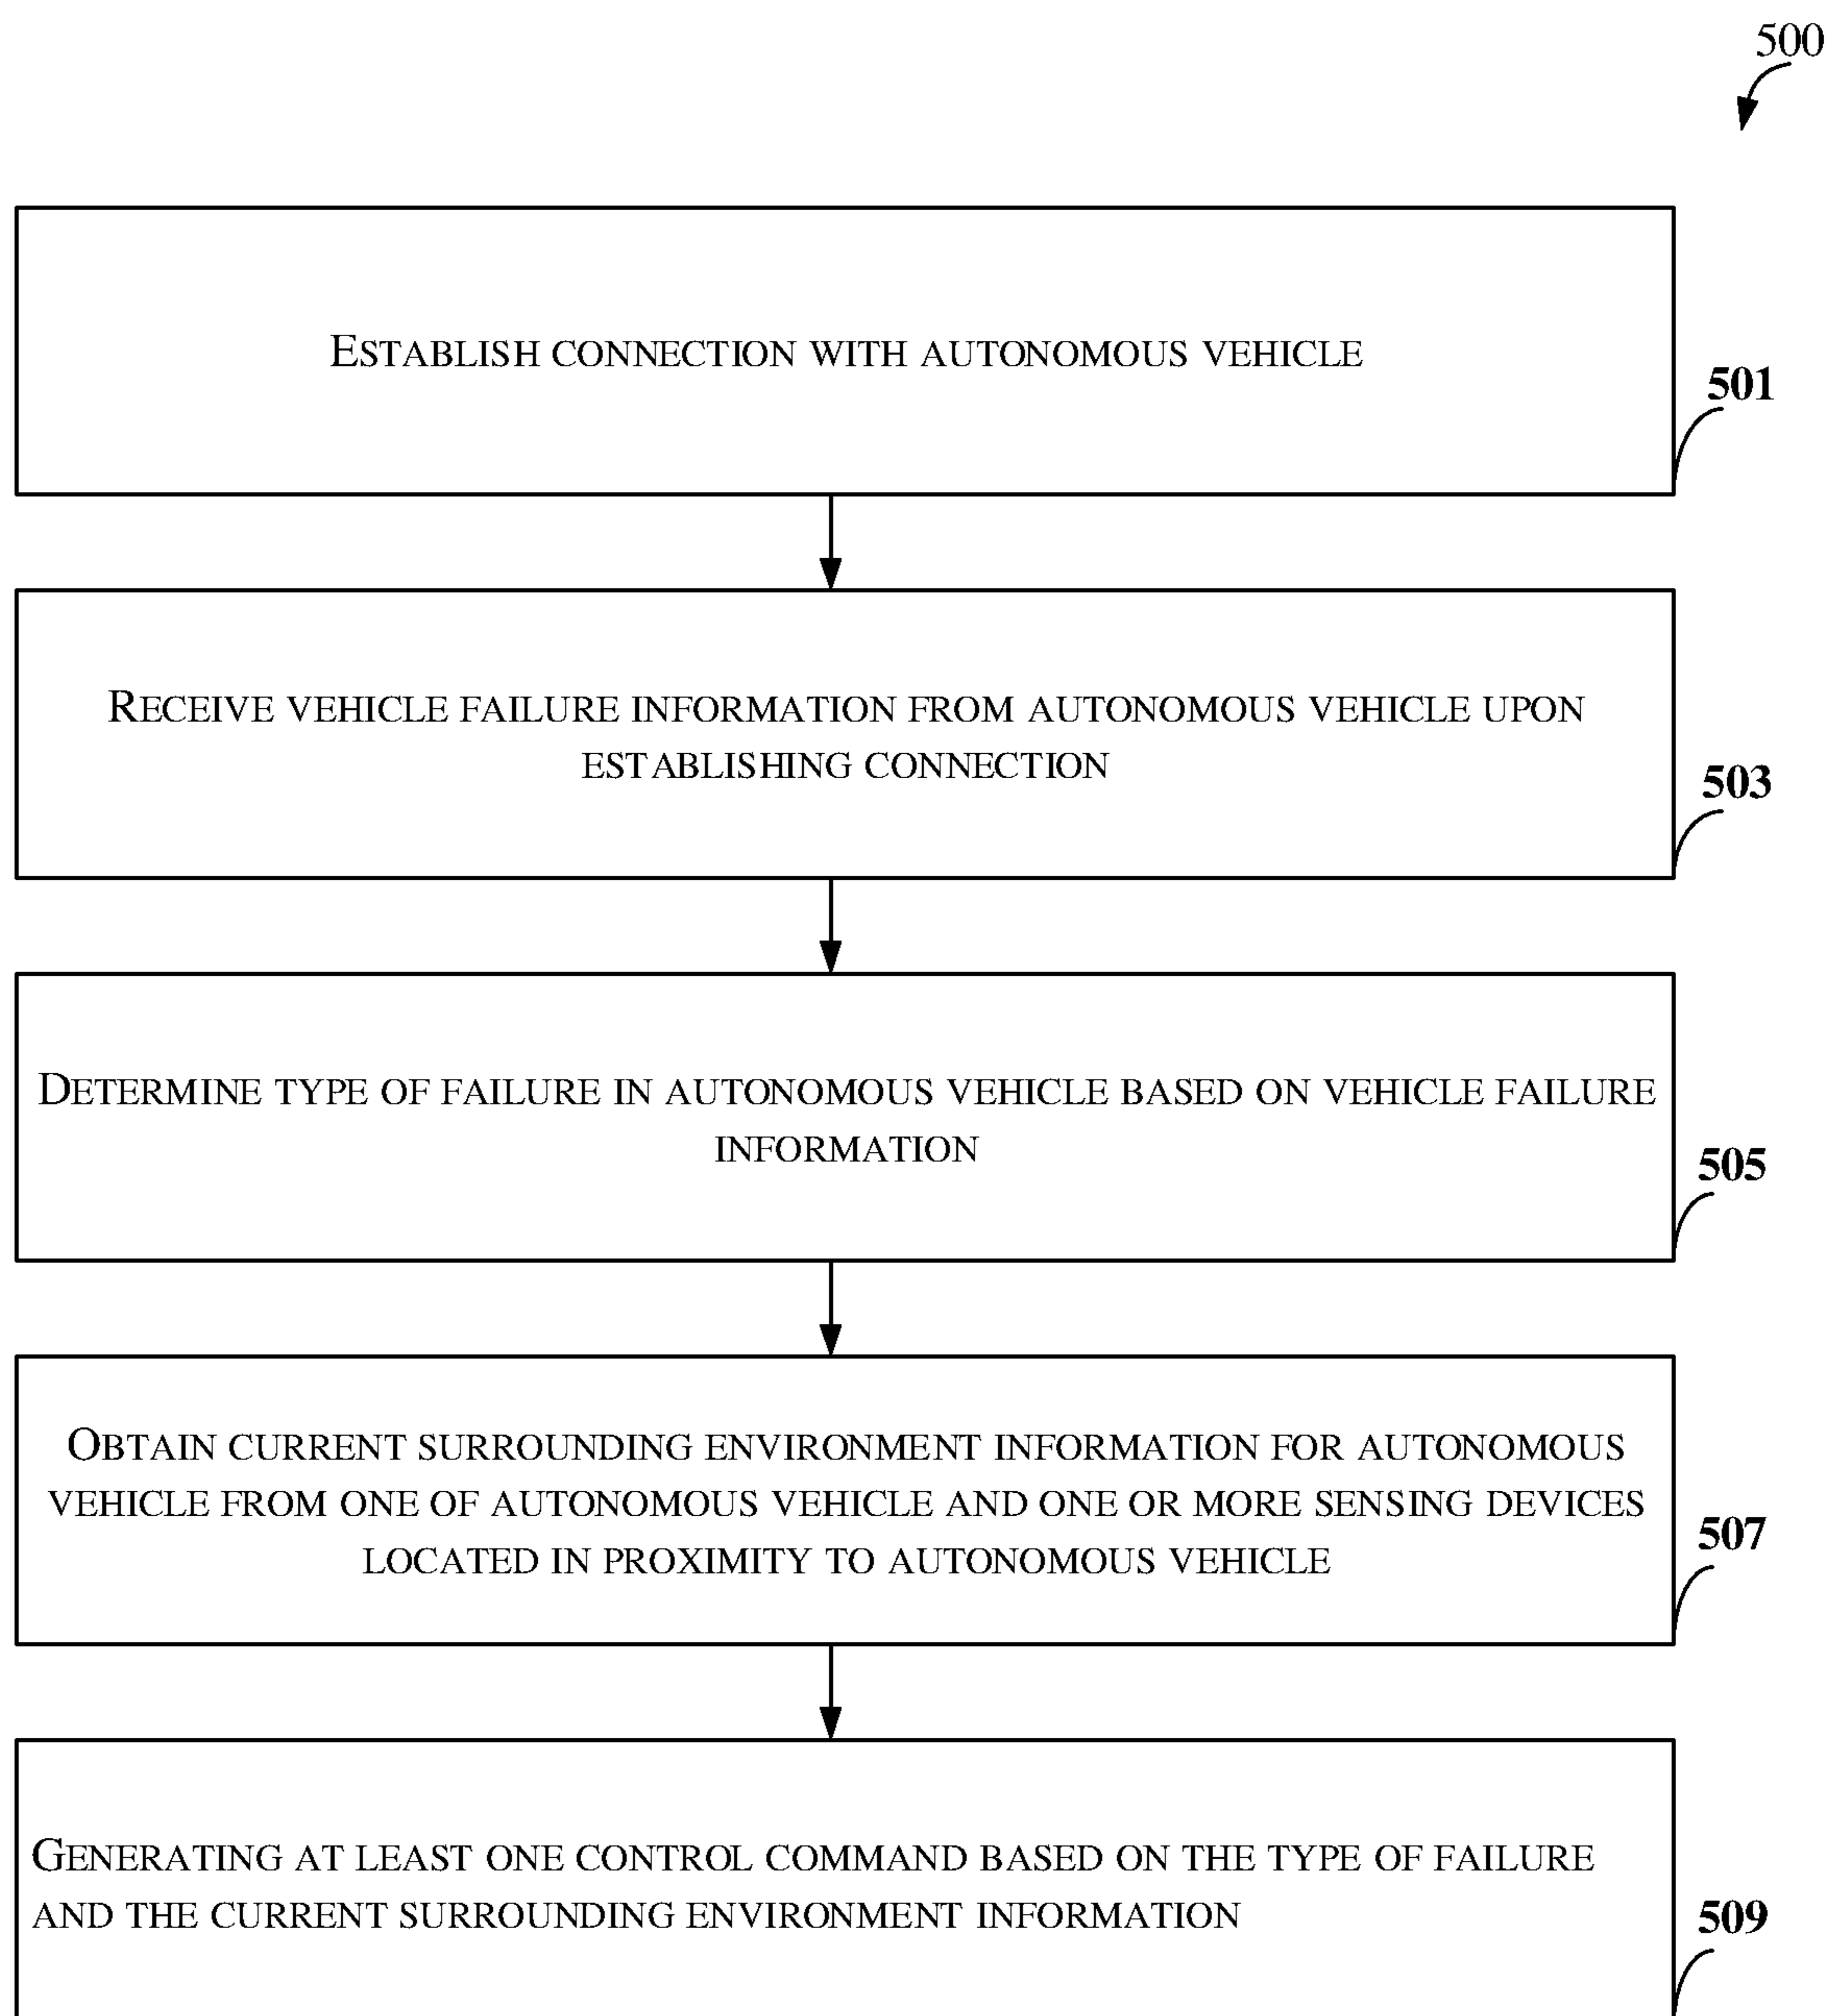 500
ESTABLISH CONNECTION WITH AUTONOMOUS VEHICLE
501
RECEIVE VEHICLE FAILURE INFORMATION FROM AUTONOMOUS VEHICLE UPON
ESTABLISHING CONNECTION
503
DETERMINE TYPE OF FAILURE IN AUTONOMOUS VEHICLE BASED ON VEHICLE FAILURE
INFORMATION
505
OBTAIN CURRENT SURROUNDING ENVIRONMENT INFORMATION FOR AUTONOMOUS
VEHICLE FROM ONE OF AUTONOMOUS VEHICLE AND ONE OR MORE SENSING DEVICES
LOCATED IN PROXIMITY TO AUTONOMOUS VEHICLE
507
GENERATING AT LEAST ONE CONTROL COMMAND BASED ON THE TYPE OF FAILURE
AND THE CURRENT SURROUNDING ENVIRONMENT INFORMATION
509